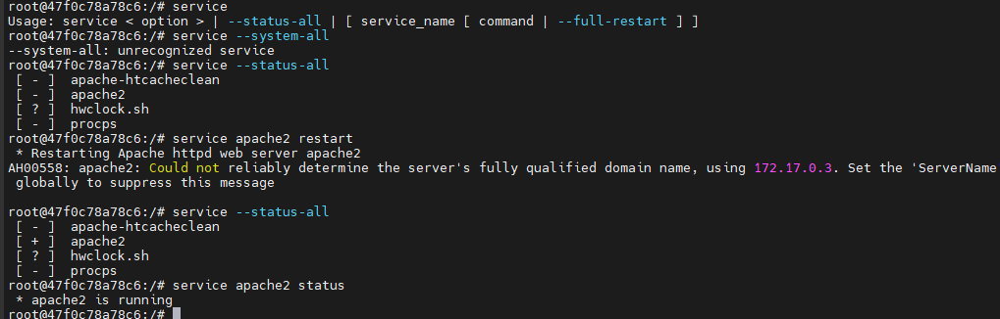 root@47f0c78a78c6:/# service
Usage: service < option > | --status-all | [ service_name [ command | --full-restart ] ]
root@47f0c78a78c6:/# service --system-all
--system-all: unrecognized service
root@47f0c78a78c6:/# service --status-all
 [ - ]  apache-htcacheclean
 [ - ]  apache2
 [ ? ]  hwclock.sh
 [ - ]  procps
root@47f0c78a78c6:/# service apache2 restart
 * Restarting Apache httpd web server apache2
AH00558: apache2: Could not reliably determine the server's fully qualified domain name, using 172.17.0.3. Set the 'ServerName
 globally to suppress this message
root@47f0c78a78c6:/# service --status-all
 [ - ]  apache-htcacheclean
 [ + ]  apache2
 [ ? ]  hwclock.sh
 [ - ]  procps
root@47f0c78a78c6:/# service apache2 status
 * apache2 is running
root@47f0c78a78c6:/#